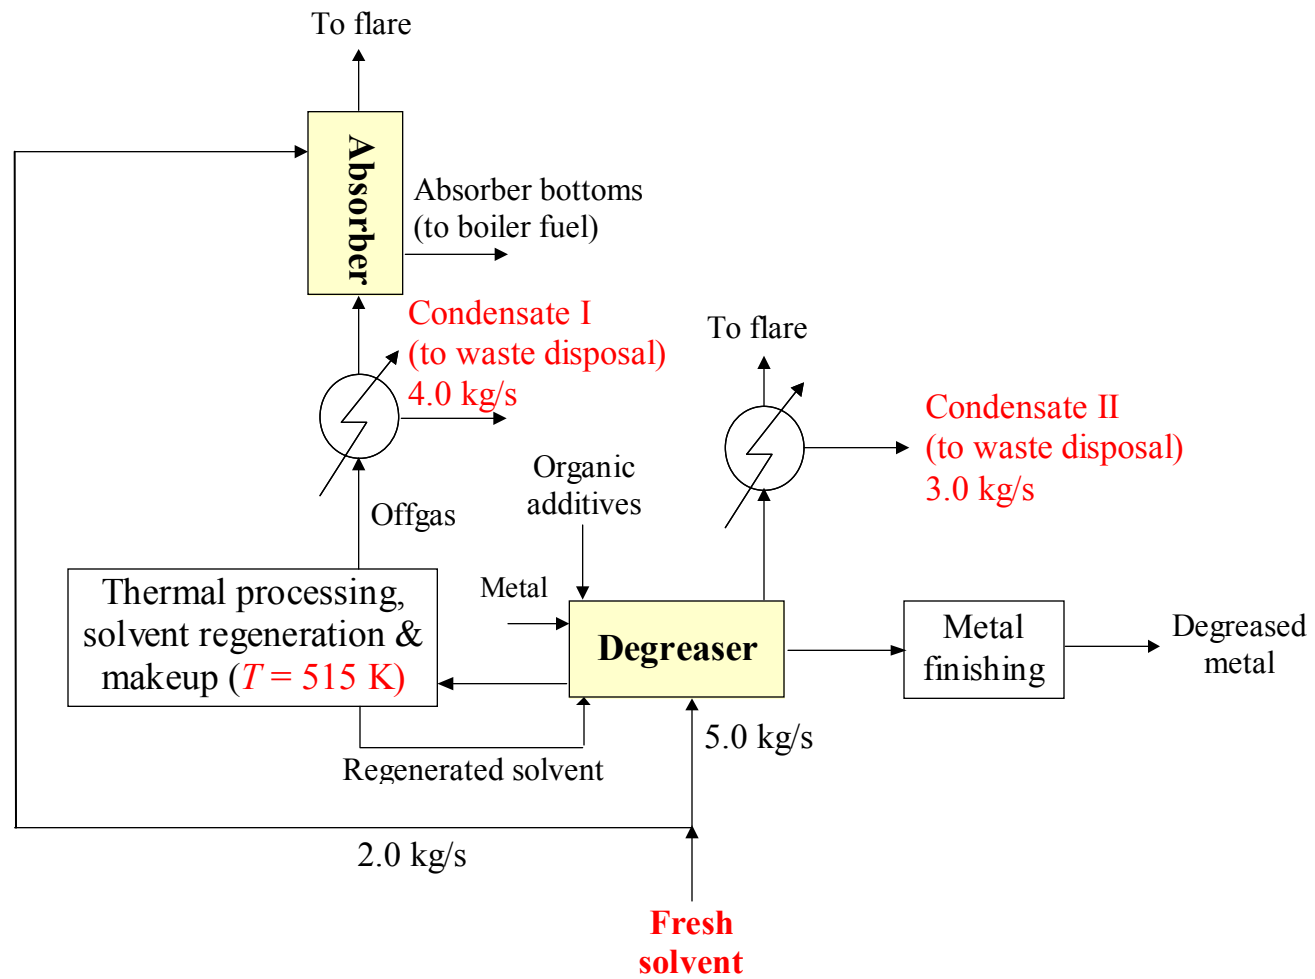 To flare
Absorber
Absorber bottoms
(to boiler fuel)
Condensate I
(to waste disposal)
4.0 kg/s
To flare
Condensate II
(to waste disposal)
3.0 kg/s
Organic
additives
Offgas
Metal
Thermal processing,
solvent regeneration &
makeup (T = 515 K)
Degreaser
Metal
finishing
Degreased
metal
5.0 kg/s
Regenerated solvent
2.0 kg/s
Fresh
solvent